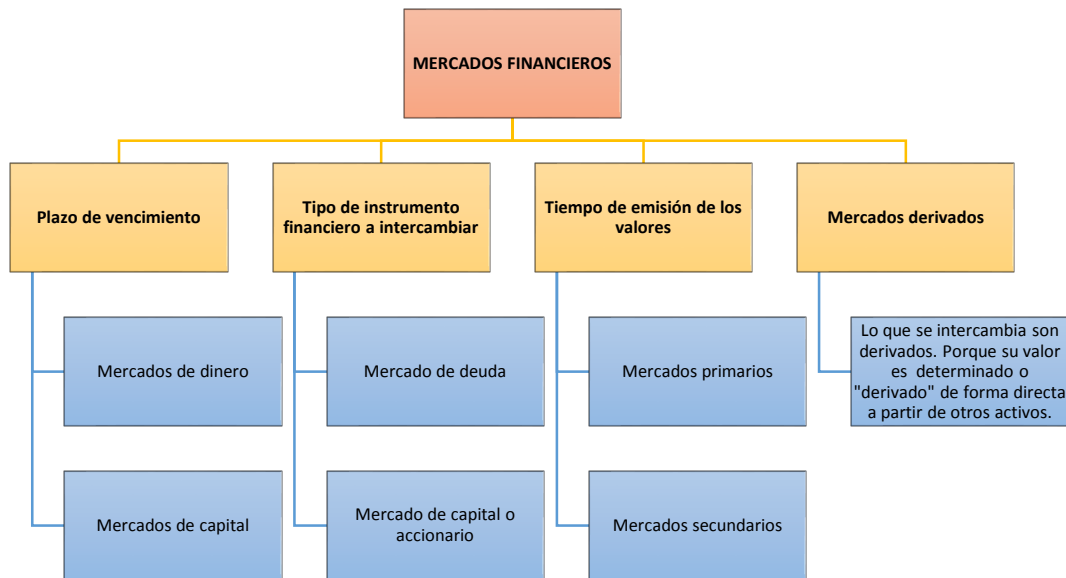 MERCADOS FINANCIEROS
Plazo de vencimiento
Tipo de instrumento
financiero a intercambiar
Tiempo de emisión de los
valores
Mercados derivados
Mercados de dinero
Mercado de deuda
Mercados primarios
Lo que se intercambia son
derivados. Porque su valor
es determinado o
"derivado" de forma directa
a partir de otros activos.
Mercados de capital
Mercado de capital o
accionario
Mercados secundarios